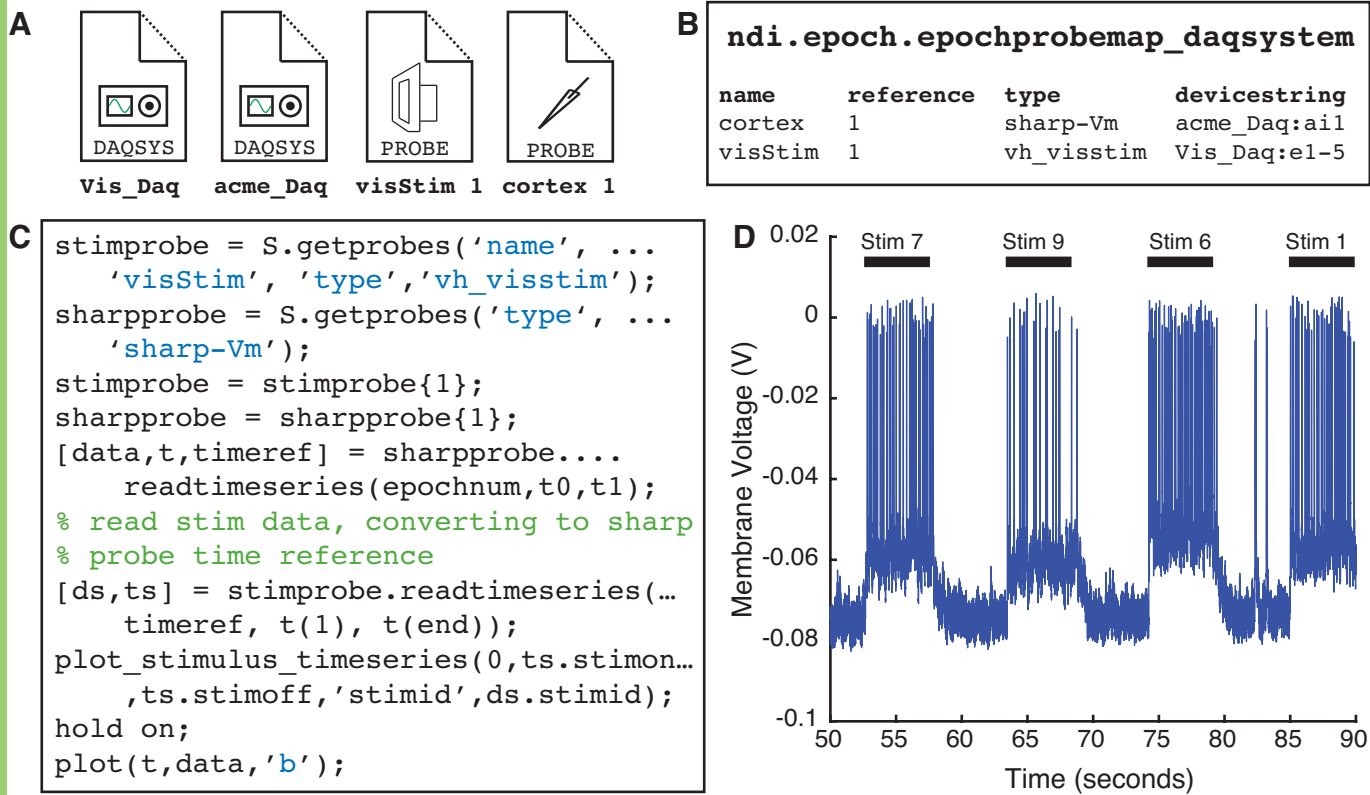 A
DAQSYS
DAQSYS
PROBE
PROBE
Vis_Daq
acme_Daq
visStim 1
cortex 1
B
ndi.epoch.epochprobemap_daqsystem
name reference type devicestring
cortex 1 sharp-Vm acme_Daq:ai1
visStim 1 vh_visstim Vis_Daq:e1-5
C
stimprobe = S.getprobes(‘name’, ...
‘visStim’, ’type’,’vh_visstim’);
sharpprobe = S.getprobes(’type‘, ...
‘sharp-Vm’);
stimprobe = stimprobe{1};
sharpprobe = sharpprobe{1};
[data,t,timeref] = sharpprobe....
readtimeseries(epochnum,t0,t1);
% read stim data, converting to sharp
% probe time reference
[ds,ts] = stimprobe.readtimeseries(…
timeref, t(1), t(end));
plot_stimulus_timeseries(0,ts.stimon…
,ts.stimoff,’stimid’,ds.stimid);
hold on;
plot(t,data,’b’);
D
Stim 7
Stim 9
Stim 6
Stim 1
0.02
0
-0.02
-0.04
-0.06
-0.08
-0.1
Membrane Voltage (V)
50 55 60 65 70 75 80 85 90
Time (seconds)